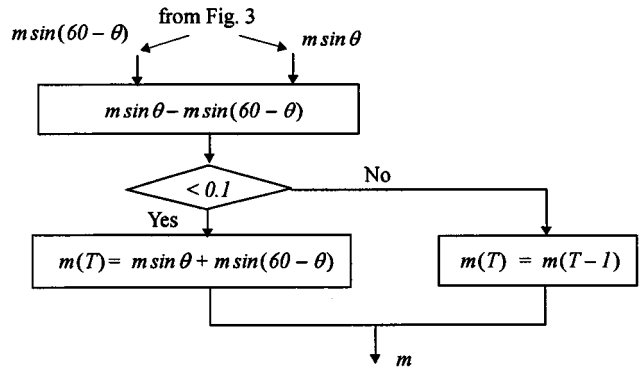 from Fig. 3
m sin(60 – θ)
m sin θ
m sin θ – m sin(60 – θ)
< 0.1
No
Yes
m(T) = m sin θ + m sin(60 – θ)
m(T) = m(T – 1)
m